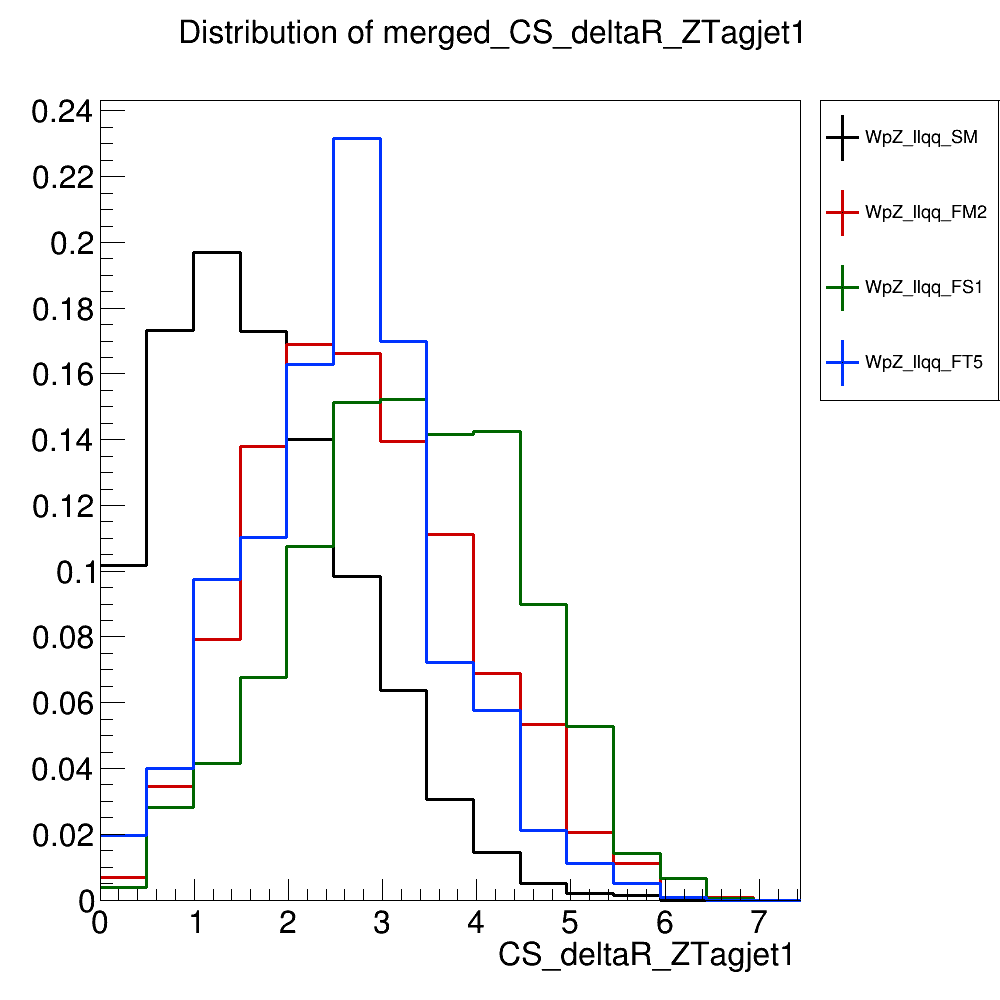 Distribution of merged_CS_deltaR_ZTagjet1
0.24
0.22
0.2
0.18
0.16
0.14
0.12
0.1
0.08
0.06
0.04
0.02
0
0 1 2 3 4 5 6 7
CS_deltaR_ZTagjet1
WpZ_llqq_SM
WpZ_llqq_FM2
WpZ_llqq_FS1
WpZ_llqq_FT5